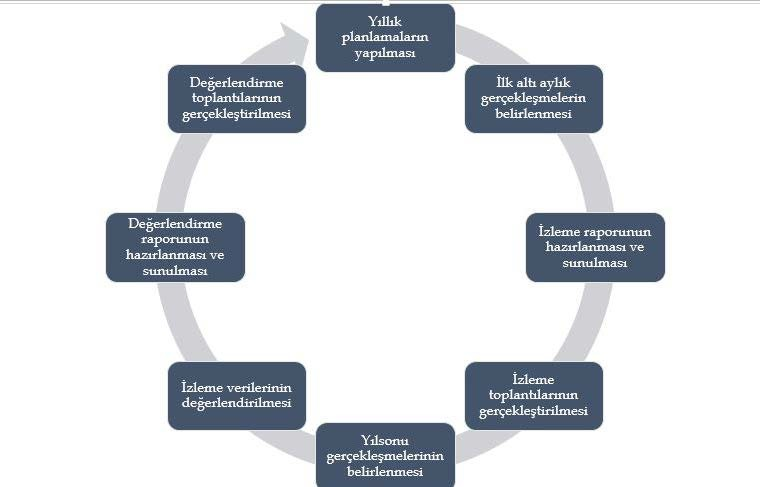 Yıllık
planlamaların
yapılması
İlk altı aylık
gerçekleşmelerin
belirlenmesi
İzleme raporunun
hazırlanması ve
sunulması
İzleme
toplantılarının
gerçekleştirilmesi
Yılsonu
gerçekleşmelerinin
belirlenmesi
İzleme verilerinin
değerlendirilmesi
Değerlendirme
raporunun
hazırlanması ve
sunulması
Değerlendirme
toplantılarının
gerçekleştirilmesi